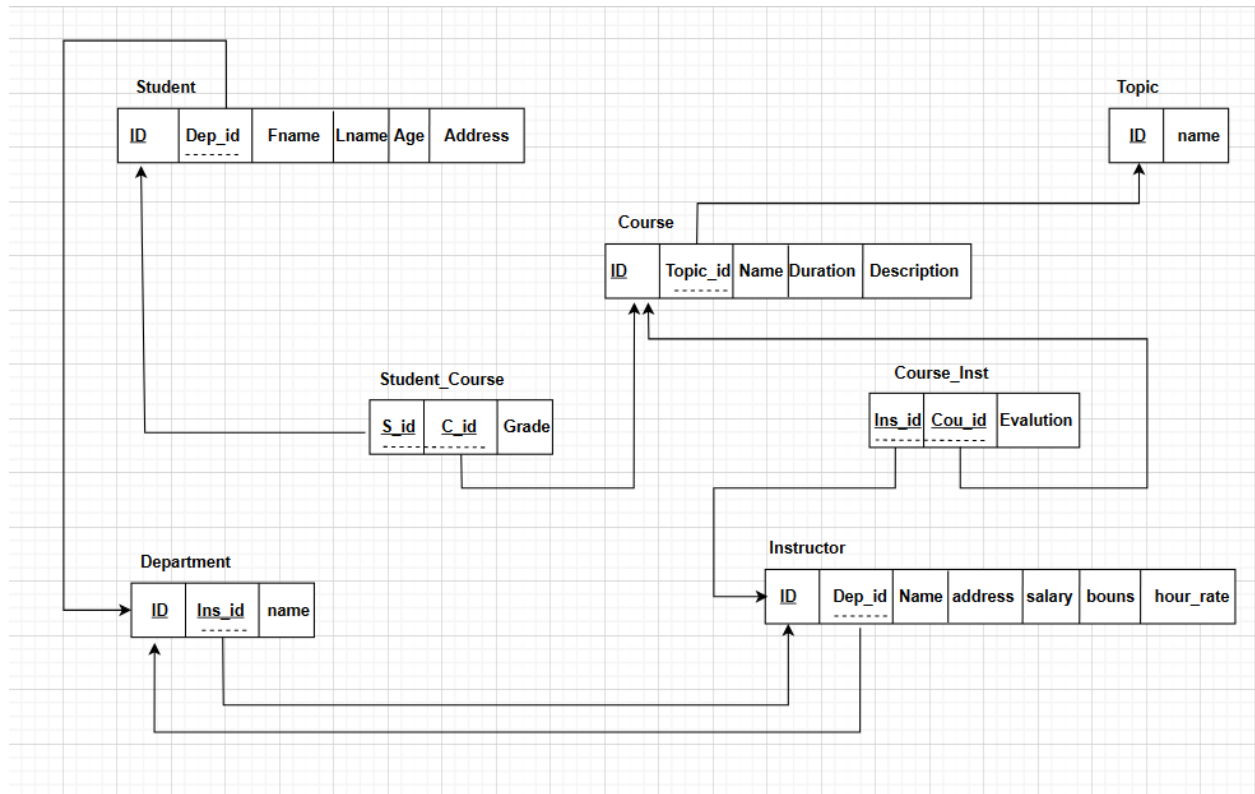 Student
ID Dep_id Fname Lname Age Address
Topic
ID name
Course
ID Topic_id Name Duration Description
Student_Course
S_id C_id Grade
Course_Inst
Ins_id Cou_id Evalution
Department
ID Ins_id name
Instructor
ID Dep_id Name address salary bouns hour_rate